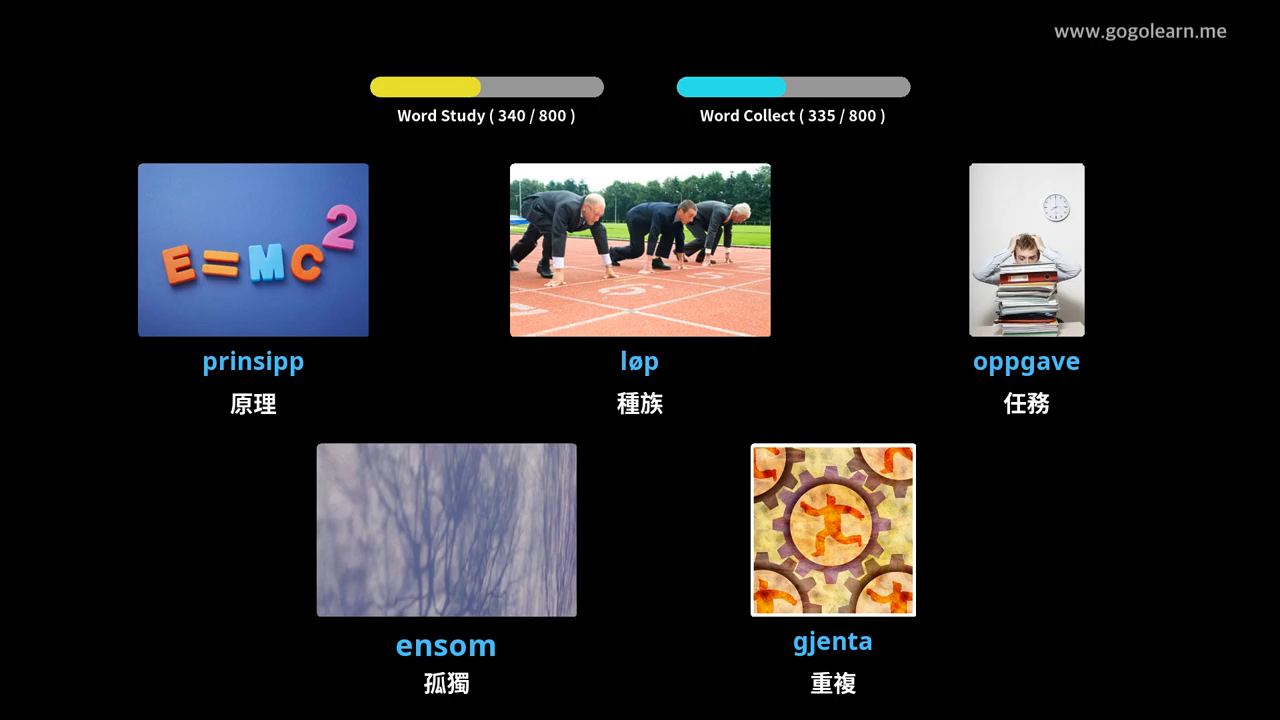 www.gogolearn.me
Word Study ( 340 / 800 )
Word Collect ( 335 / 800 )
E=MC2
prinsipp
løp
oppgave
原理
種族
任務
ensom
gjenta
孤獨
重複